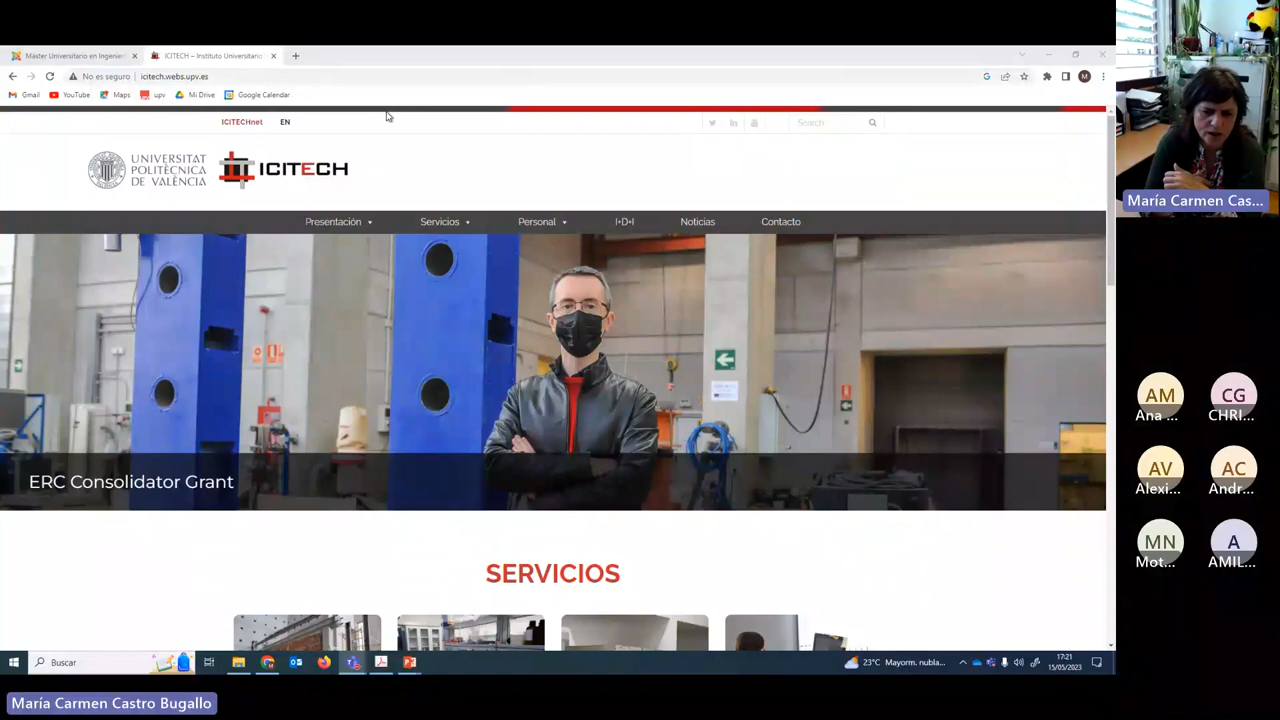 Máster Universitario en Ingenier
ICITECH – Instituto Universitario
No es seguro
icitech.webs.upv.es
Gmail
YouTube
Maps
upv
Mi Drive
Google Calendar
M
ICITECHnet
EN
Search
UNIVERSITAT
POLITÈCNICA
DE VALÈNCIA
ICITECH
Presentación
Servicios
Personal
I+D+I
Noticias
Contacto
ERC Consolidator Grant
SERVICIOS
María Carmen Cas...
AM
Ana ...
CG
CHRI...
AV
Alexi...
AC
Andr...
MN
Mot...
A
AMIL...
Buscar
23°C Mayorm. nubla...
17:21
15/05/2023
María Carmen Castro Bugallo